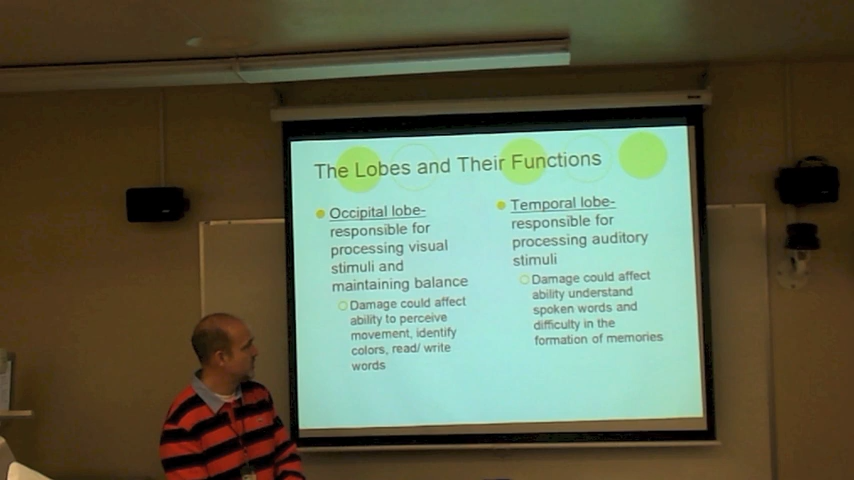 The Lobes and Their Functions
Occipital lobe-
responsible for
processing visual
stimuli and
maintaining balance
Damage could affect
ability to perceive
movement, identify
colors, read/ write
words
Temporal lobe-
responsible for
processing auditory
stimuli
Damage could affect
ability understand
spoken words and
difficulty in the
formation of memories